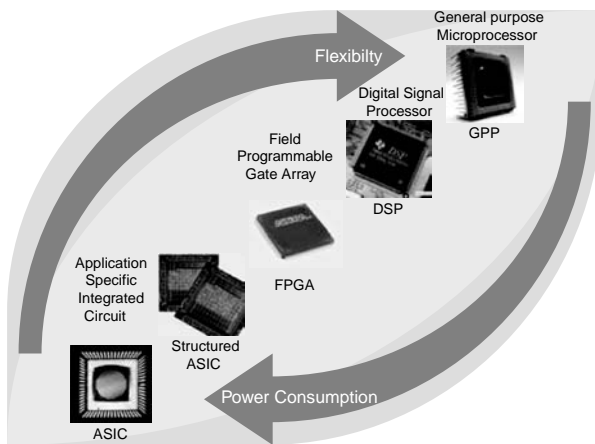 General purpose
Microprocessor
Flexibilty
GPP
Digital Signal
Processor
DSP
DSP
Field
Programmable
Gate Array
FPGA
Application
Specific
Integrated
Circuit
Structured
ASIC
ASIC
Power Consumption